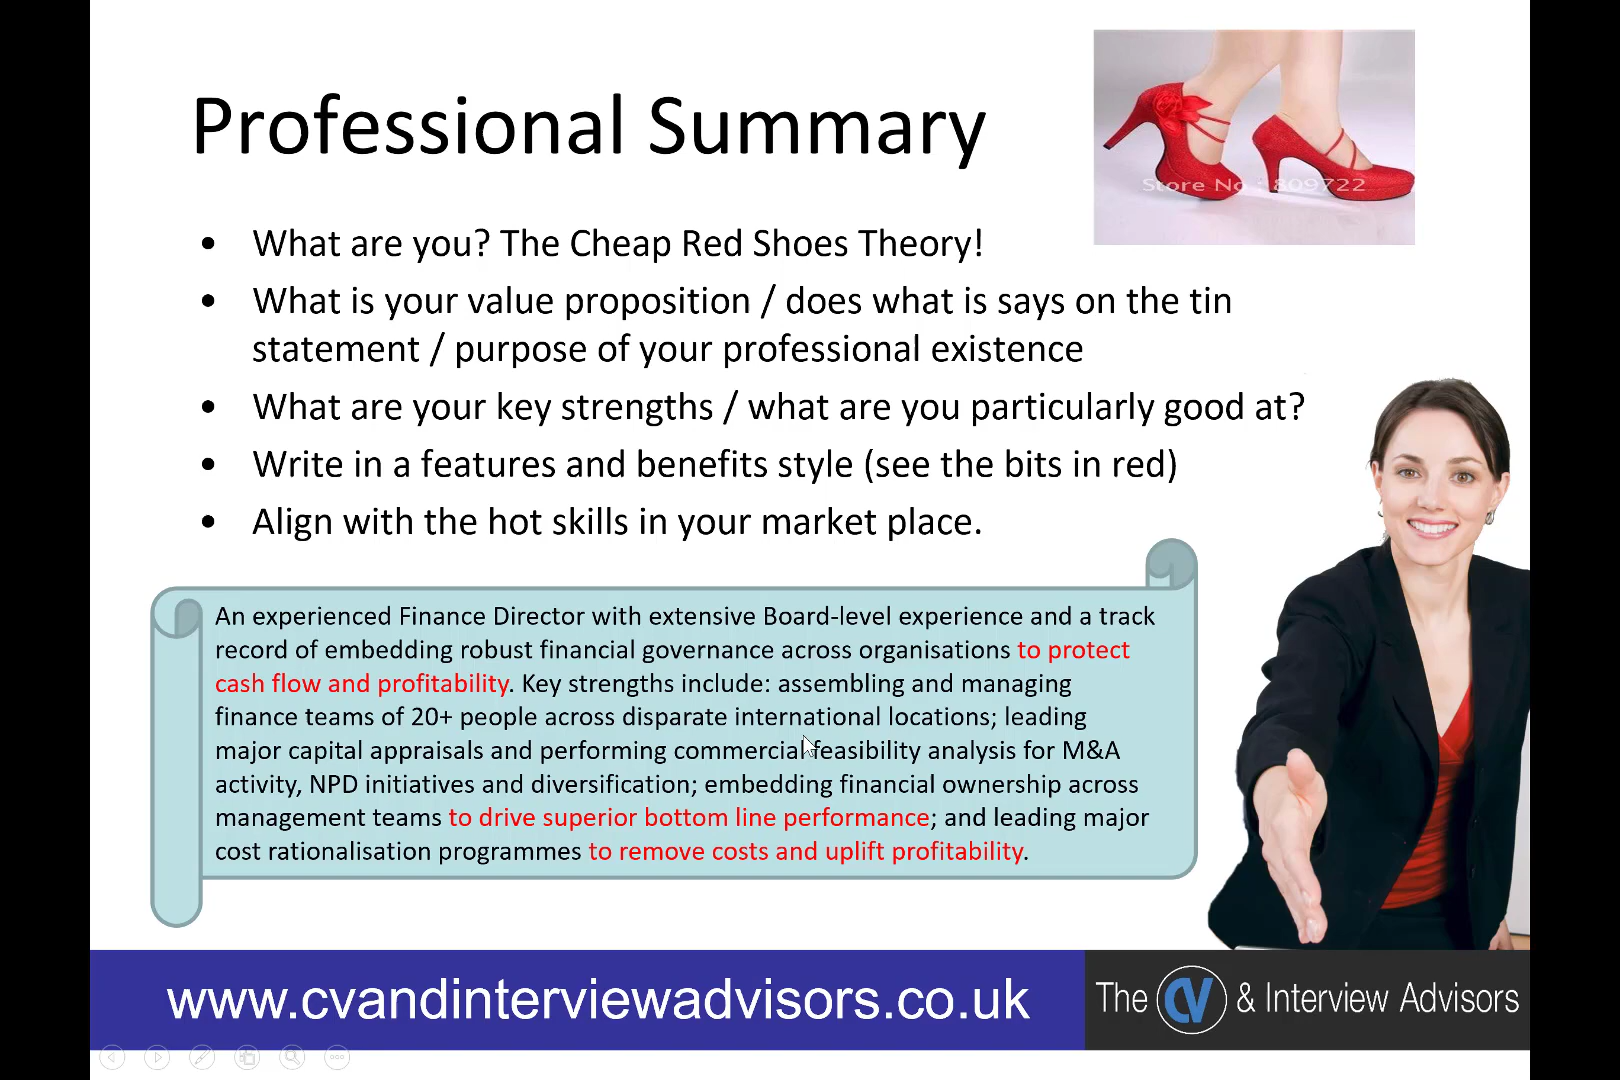 Professional Summary
Store No : 809722
• What are you? The Cheap Red Shoes Theory!
• What is your value proposition / does what is says on the tin
statement / purpose of your professional existence
• What are your key strengths / what are you particularly good at?
• Write in a features and benefits style (see the bits in red)
• Align with the hot skills in your market place.
An experienced Finance Director with extensive Board-level experience and a track
record of embedding robust financial governance across organisations to protect
cash flow and profitability. Key strengths include: assembling and managing
finance teams of 20+ people across disparate international locations; leading
major capital appraisals and performing commercial feasibility analysis for M&A
activity, NPD initiatives and diversification; embedding financial ownership across
management teams to drive superior bottom line performance; and leading major
cost rationalisation programmes to remove costs and uplift profitability.
www.cvandinterviewadvisors.co.uk
The CV & Interview Advisors